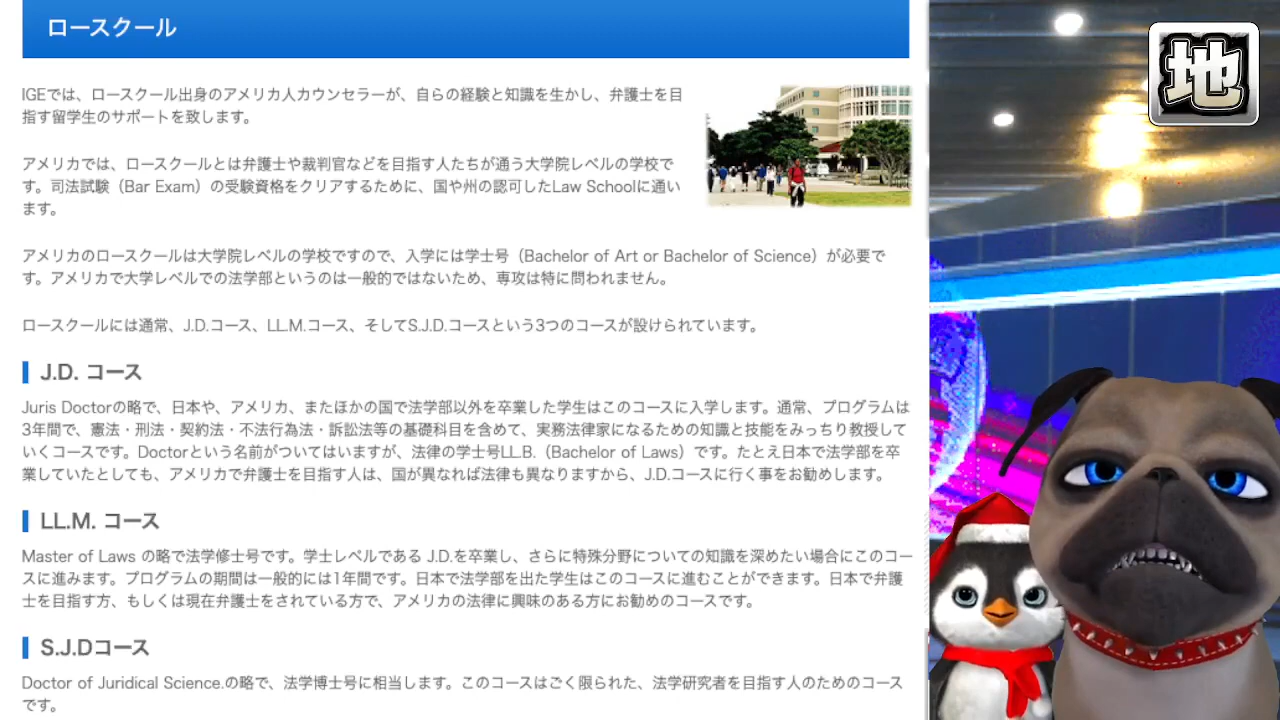 ロースクール
地
IGEでは、ロースクール出身のアメリカ人カウンセラーが、自らの経験と知識を生かし、弁護士を目
指す留学生のサポートを致します。
アメリカでは、ロースクールとは弁護士や裁判官などを目指す人たちが通う大学院レベルの学校で
す。司法試験（Bar Exam）の受験資格をクリアするために、国や州の認可したLaw Schoolに通い
ます。
アメリカのロースクールは大学院レベルの学校ですので、入学には学士号（Bachelor of Art or Bachelor of Science）が必要で
す。アメリカで大学レベルでの法学部というのは一般的ではないため、専攻は特に問われません。
ロースクールには通常、J.D.コース、LL.M.コース、そしてS.J.D.コースという3つのコースが設けられています。
J.D. コース
Juris Doctorの略で、日本や、アメリカ、またほかの国で法学部以外を卒業した学生はこのコースに入学します。通常、プログラムは
3年間で、憲法・刑法・契約法・不法行為法・訴訟法等の基礎科目を含めて、実務法律家になるための知識と技能をみっちり教授して
いくコースです。Doctorという名前がついてはいますが、法律の学士号LL.B.（Bachelor of Laws）です。たとえ日本で法学部を卒
業していたとしても、アメリカで弁護士を目指す人は、国が異なれば法律も異なりますから、J.D.コースに行く事をお勧めします。
LL.M. コース
Master of Laws の略で法学修士号です。学士レベルである J.D.を卒業し、さらに特殊分野についての知識を深めたい場合にこのコー
スに進みます。プログラムの期間は一般的には1年間です。日本で法学部を出た学生はこのコースに進むことができます。日本で弁護
士を目指す方、もしくは現在弁護士をされている方で、アメリカの法律に興味のある方にお勧めのコースです。
S.J.Dコース
Doctor of Juridical Science.の略で、法学博士号に相当します。このコースはごく限られた、法学研究者を目指す人のためのコース
です。